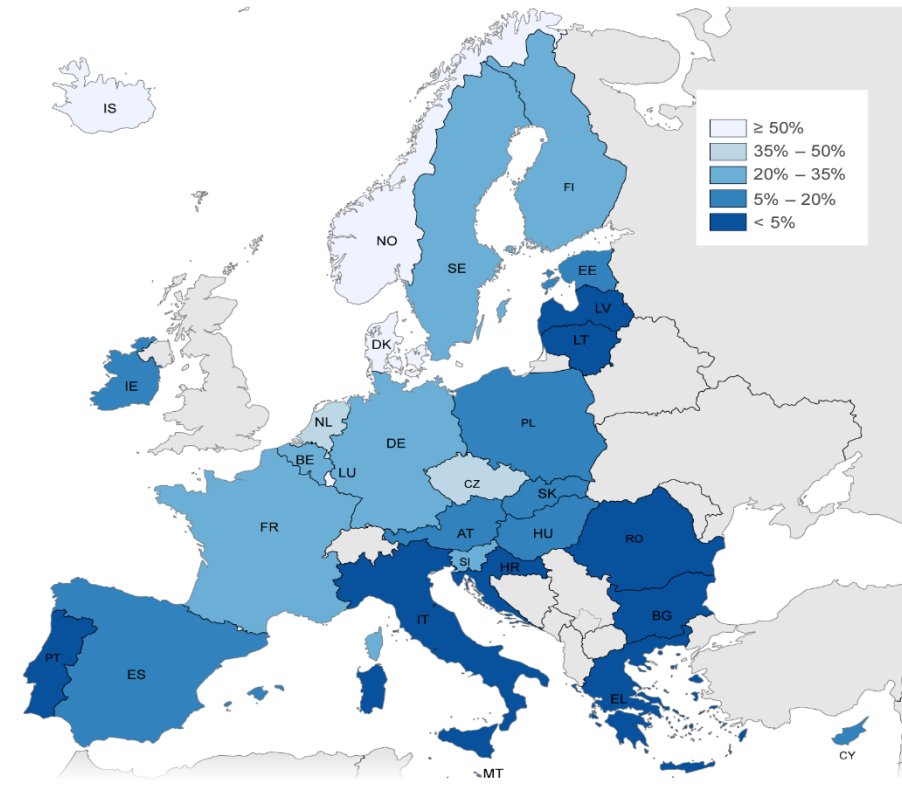 IS
≥ 50%
35% – 50%
20% – 35%
5% – 20%
< 5%
FI
NO
SE
EE
LV
LT
DK
IE
NL
PL
DE
BE
LU
CZ
SK
FR
AT
HU
RO
SI
HR
BG
IT
PT
ES
EL
CY
MT